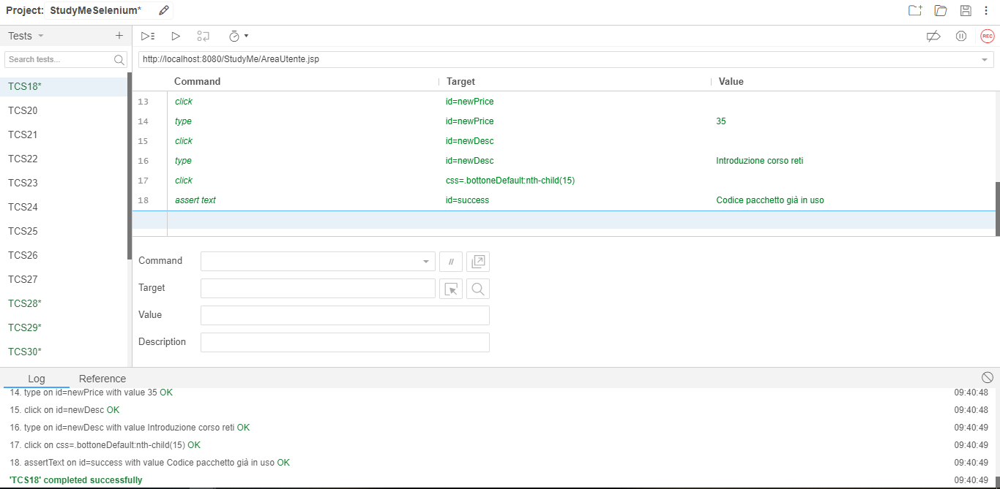 Project: StudyMeSelenium*
Tests
Search tests...
TCS18*
TCS20
TCS21
TCS22
TCS23
TCS24
TCS25
TCS26
TCS27
TCS28*
TCS29*
TCS30*
REC
http://localhost:8080/StudyMe/AreaUtente.jsp
Command Target Value
13 click id=newPrice
14 type id=newPrice 35
15 click id=newDesc
16 type id=newDesc Introduzione corso reti
17 click css=.bottoneDefault:nth-child(15)
18 assert text id=success Codice pacchetto già in uso
Command //
Target
Value
Description
Log Reference
14. type on id=newPrice with value 35 OK 09:40:48
15. click on id=newDesc OK 09:40:48
16. type on id=newDesc with value Introduzione corso reti OK 09:40:49
17. click on css=.bottoneDefault:nth-child(15) OK 09:40:49
18. assertText on id=success with value Codice pacchetto già in uso OK 09:40:49
'TCS18' completed successfully 09:40:49